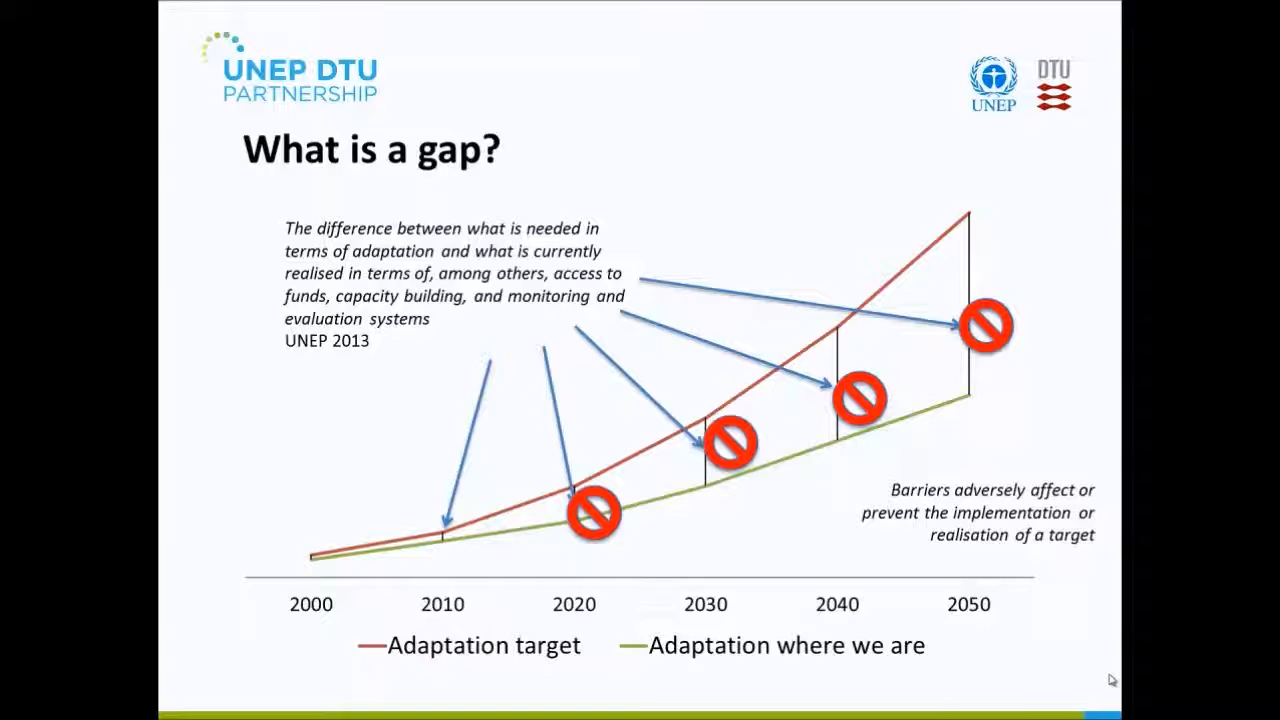 UNEP DTU
PARTNERSHIP
UNEP
DTU
What is a gap?
The difference between what is needed in
terms of adaptation and what is currently
realised in terms of, among others, access to
funds, capacity building, and monitoring and
evaluation systems
UNEP 2013
Barriers adversely affect or
prevent the implementation or
realisation of a target
2000 2010 2020 2030 2040 2050
Adaptation target Adaptation where we are